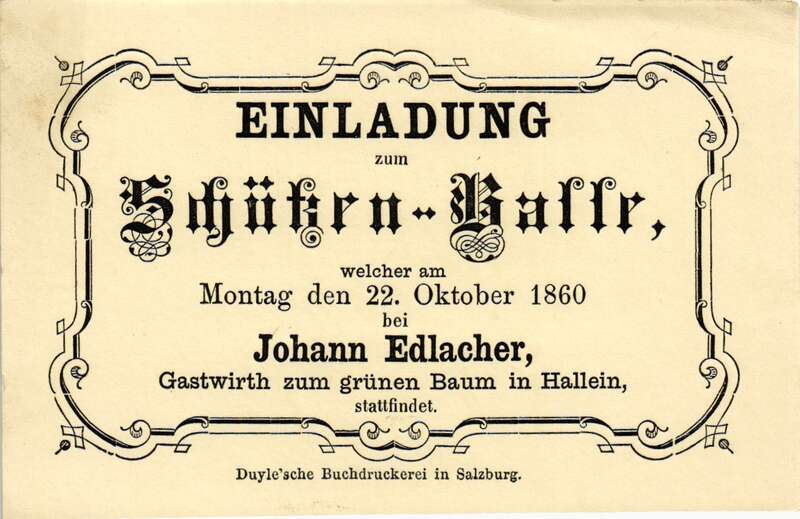 EINLADUNG
zum
Schützen-Balle,
welcher am
Montag den 22. Oktober 1860
bei
Johann Edlacher,
Gastwirth zum grünen Baum in Hallein,
stattfindet.
Duyle'sche Buchdruckerei in Salzburg.